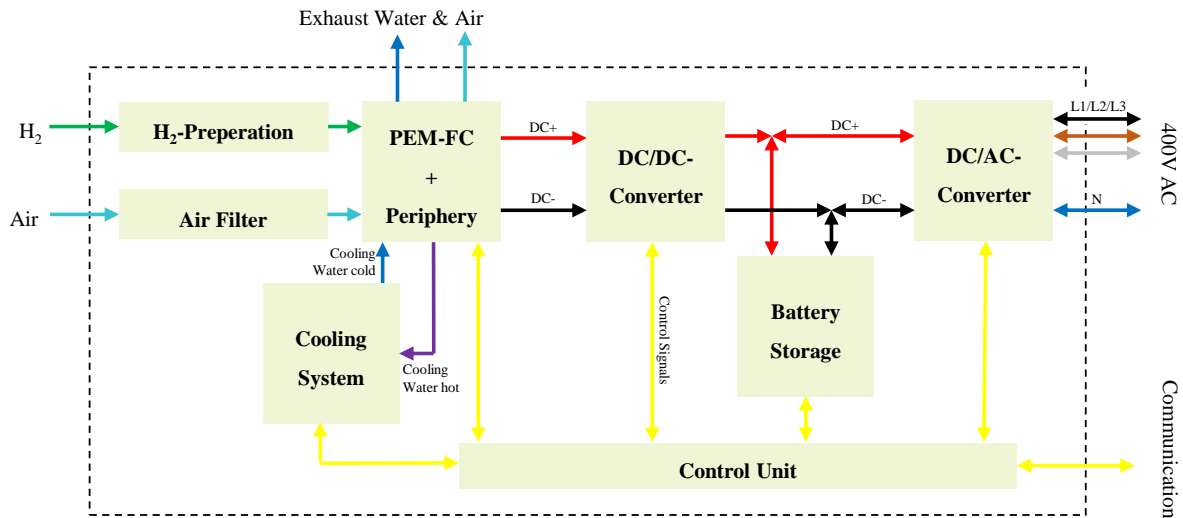 Exhaust Water & Air
H₂
H₂-Preperation
PEM-FC
+
Periphery
DC+
DC-
DC/DC-
Converter
DC+
DC-
DC/AC-
Converter
L1/L2/L3
N
400V AC
Air
Air Filter
Cooling
Water cold
Cooling
System
Cooling
Water hot
Control Signals
Battery
Storage
Control Unit
Communication